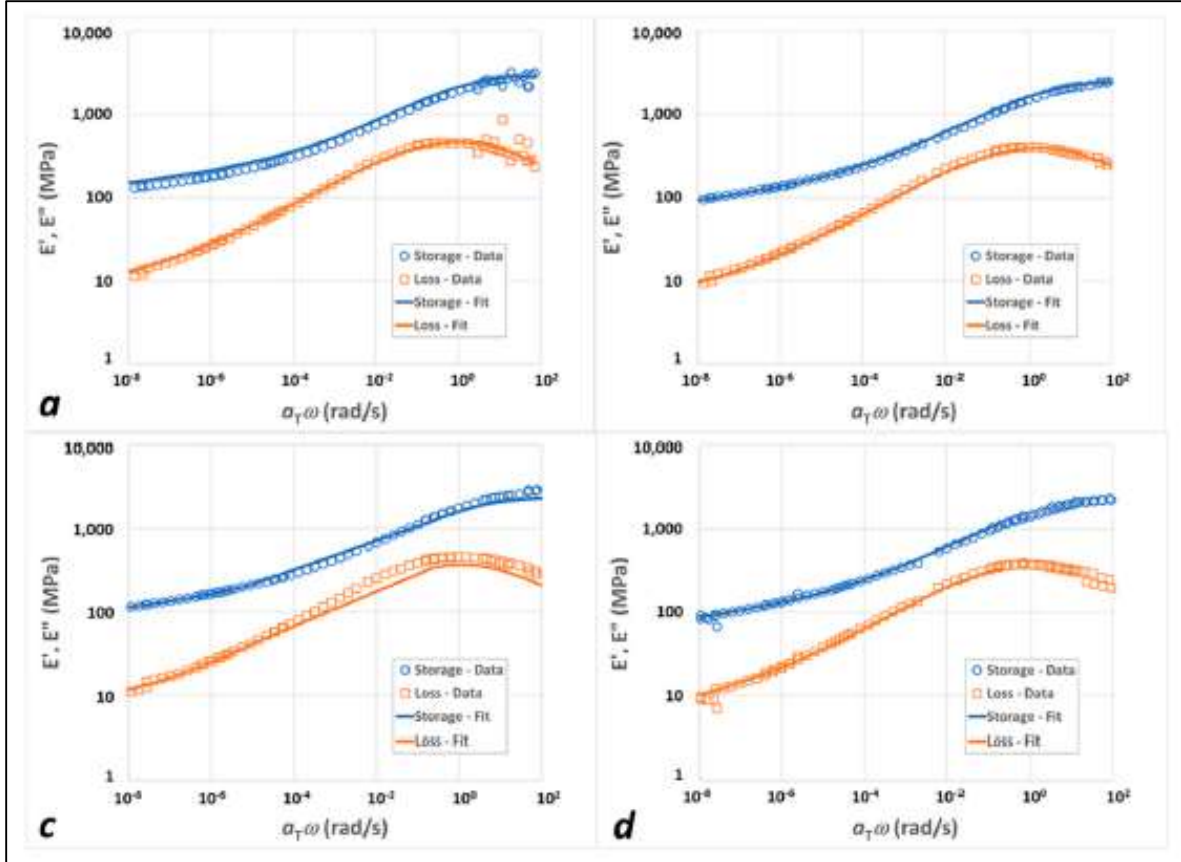 10,000
1,000
100
10
1
E', E" (MPa)
Storage - Data
Loss - Data
Storage - Fit
Loss - Fit
10⁻⁸ 10⁻⁶ 10⁻⁴ 10⁻² 10⁰ 10²
a_Tω (rad/s)
a
10,000
1,000
100
10
1
E', E" (MPa)
Storage - Data
Loss - Data
Storage - Fit
Loss - Fit
10⁻⁸ 10⁻⁶ 10⁻⁴ 10⁻² 10⁰ 10²
a_Tω (rad/s)
10,000
1,000
100
10
1
E', E" (MPa)
Storage - Data
Loss - Data
Storage - Fit
Loss - Fit
10⁻⁸ 10⁻⁶ 10⁻⁴ 10⁻² 10⁰ 10²
a_Tω (rad/s)
c
10,000
1,000
100
10
1
E', E" (MPa)
Storage - Data
Loss - Data
Storage - Fit
Loss - Fit
10⁻⁸ 10⁻⁶ 10⁻⁴ 10⁻² 10⁰ 10²
a_Tω (rad/s)
d